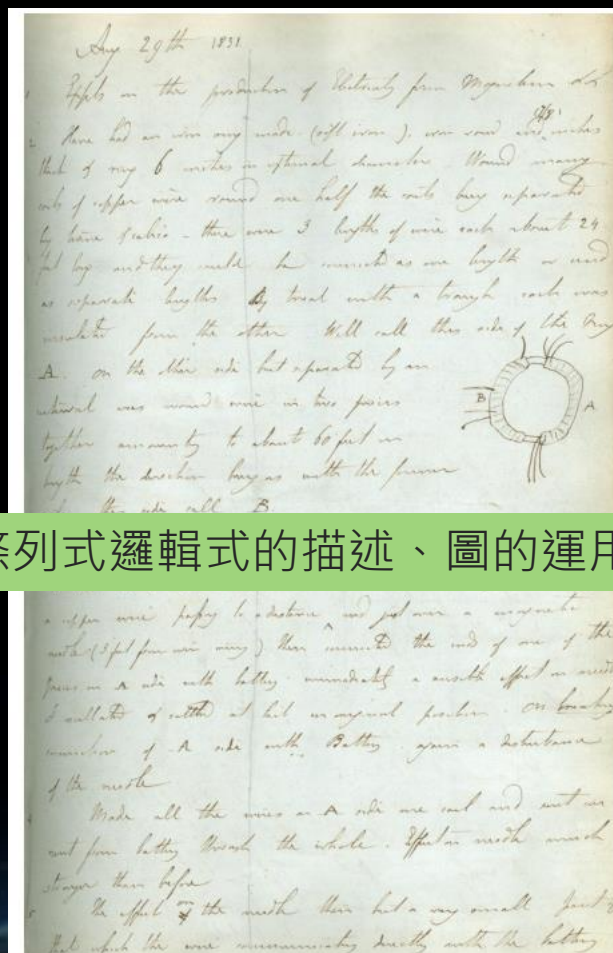 Aug 29th 1831
1 Expts on the production of Electricity from Magnetism
2 Have had an iron ring made (soft iron), iron round and 7/8 inches
thick & ring 6 inches in external diameter Wound many
coils of copper wire round one half the coils being separated
by twine & calico - there were 3 lengths of wire each about 24
feet long and they could be connected as one length or used
as separate lengths By trial with a trough each was
insulated from the other Will call this side of the ring
A. on the other side but separated by an
interval was wound wire in two pieces
together amounting to about 60 feet in
length the direction being as with the former
this side call B
B A
列式邏輯式的描述、圖的運
a copper wire passing to a distance and just over a magnetic
needle (3 feet from iron ring) then connected the ends of one of the
pieces on A side with battery immediately a sensible effect on needle
It oscillated & settled at last in original position. On breaking
connection of A side with Battery again a disturbance
of the needle
4 Made all the wires on A side one coil and sent current
from battery through the whole. Effect on needle much
stronger than before
5 The effect on the needle then but a very small part of
that which the wire communicating directly with the battery